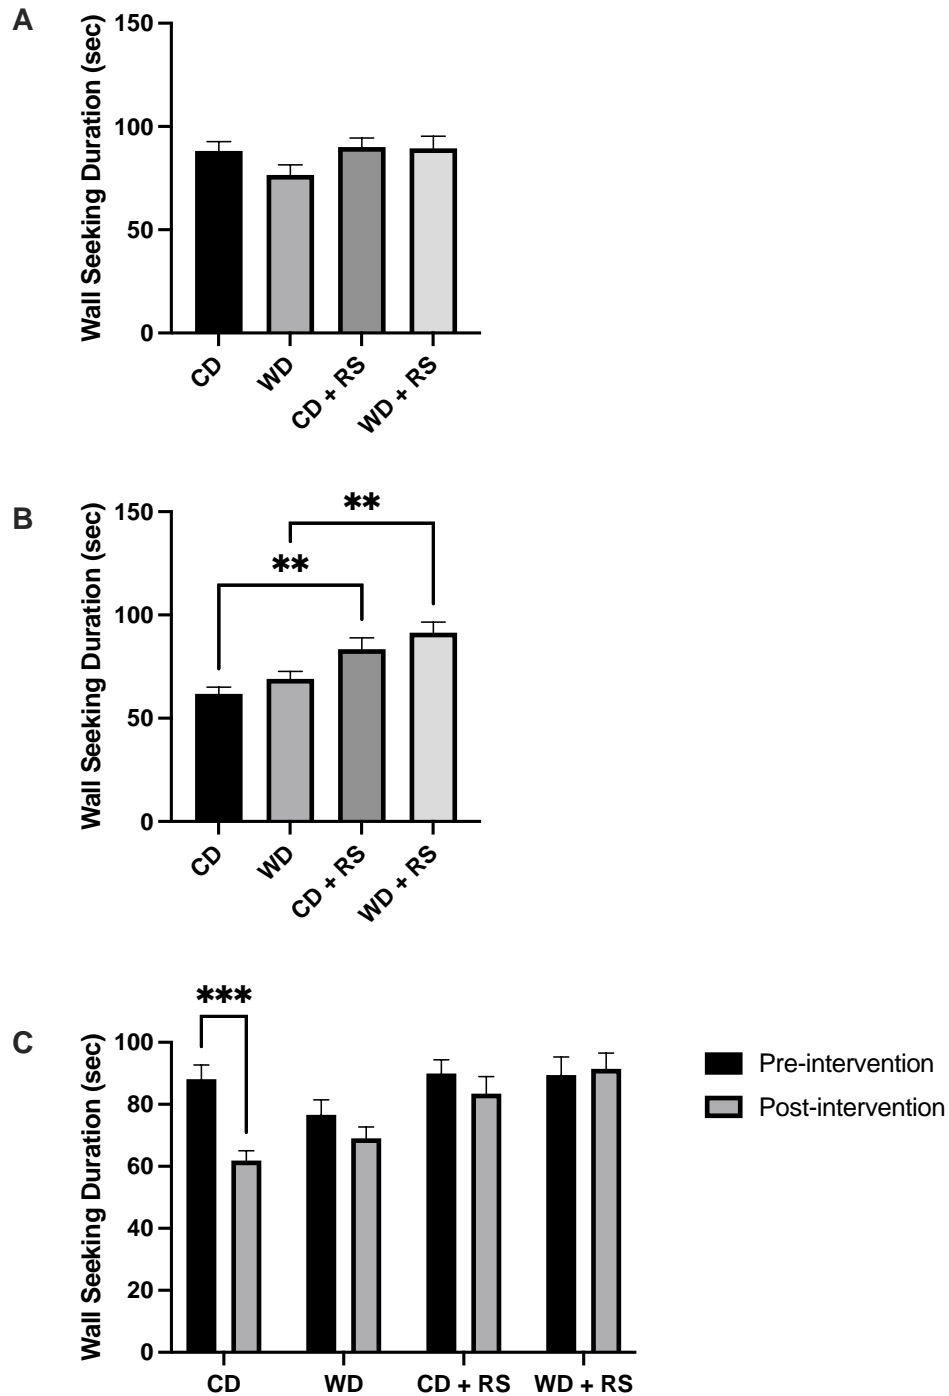 A
Wall Seeking Duration (sec)
150
100
50
0
CD
WD
CD + RS
WD + RS
B
Wall Seeking Duration (sec)
150
100
50
0
**
**
CD
WD
CD + RS
WD + RS
C
Wall Seeking Duration (sec)
100
80
60
40
20
0
***
CD WD CD + RS WD + RS
Pre-intervention
Post-intervention